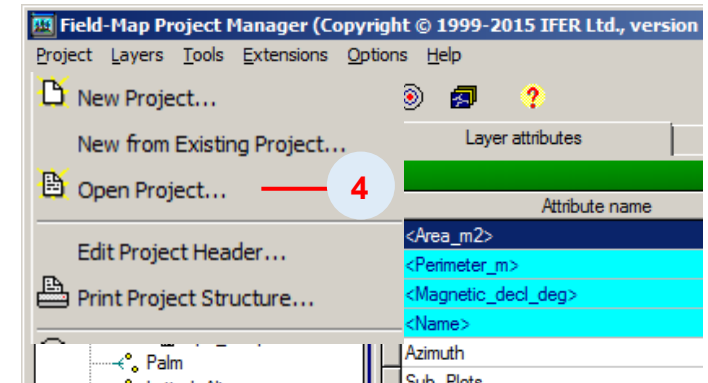 Field-Map Project Manager (Copyright © 1999-2015 IFER Ltd., version
Project Layers Tools Extensions Options Help
New Project...
?
New from Existing Project...
Layer attributes
Open Project...
4
Attribute name
<Area_m2>
Edit Project Header...
<Perimeter_m>
<Magnetic_decl_deg>
Print Project Structure...
<Name>
Azimuth
Palm